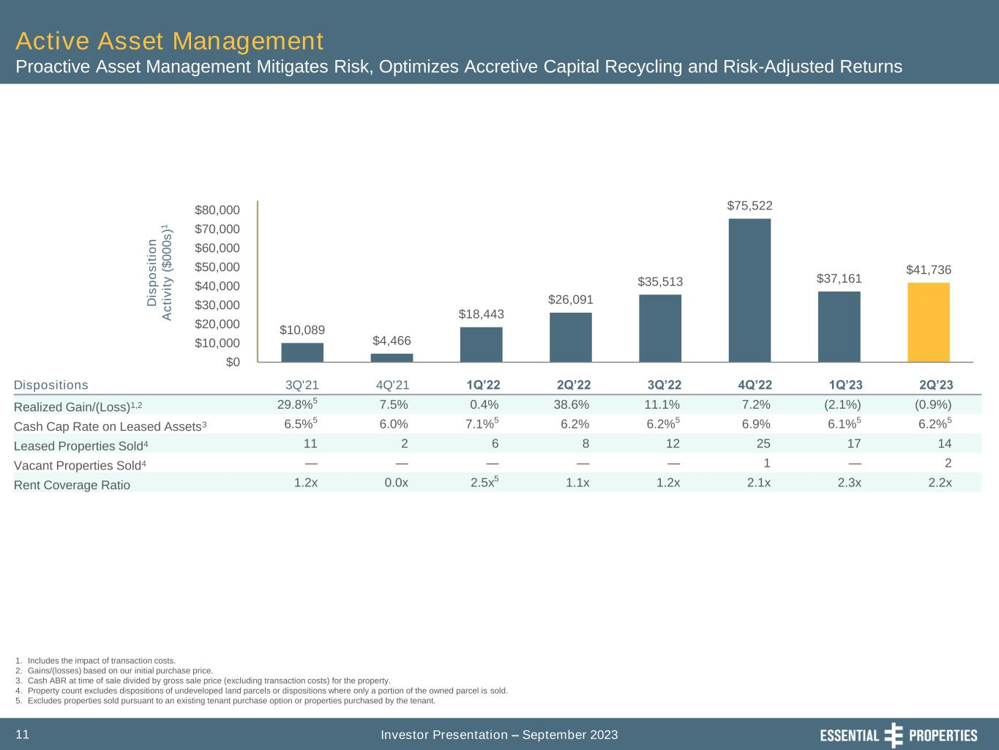 Active Asset Management
Proactive Asset Management Mitigates Risk, Optimizes Accretive Capital Recycling and Risk-Adjusted Returns
Disposition
Activity ($000s)¹
$80,000
$70,000
$60,000
$50,000
$40,000
$30,000
$20,000
$10,000
$0
$10,089
$4,466
$18,443
$26,091
$35,513
$75,522
$37,161
$41,736
Dispositions 3Q'21 4Q'21 1Q’22 2Q’22 3Q’22 4Q’22 1Q’23 2Q’23
Realized Gain/(Loss)¹,² 29.8%⁵ 7.5% 0.4% 38.6% 11.1% 7.2% (2.1%) (0.9%)
Cash Cap Rate on Leased Assets³ 6.5%⁵ 6.0% 7.1%⁵ 6.2% 6.2%⁵ 6.9% 6.1%⁵ 6.2%⁵
Leased Properties Sold⁴ 11 2 6 8 12 25 17 14
Vacant Properties Sold⁴ — — — — — 1 — 2
Rent Coverage Ratio 1.2x 0.0x 2.5x⁵ 1.1x 1.2x 2.1x 2.3x 2.2x
1. Includes the impact of transaction costs.
2. Gains/(losses) based on our initial purchase price.
3. Cash ABR at time of sale divided by gross sale price (excluding transaction costs) for the property.
4. Property count excludes dispositions of undeveloped land parcels or dispositions where only a portion of the owned parcel is sold.
5. Excludes properties sold pursuant to an existing tenant purchase option or properties purchased by the tenant.
11
Investor Presentation – September 2023
ESSENTIAL PROPERTIES